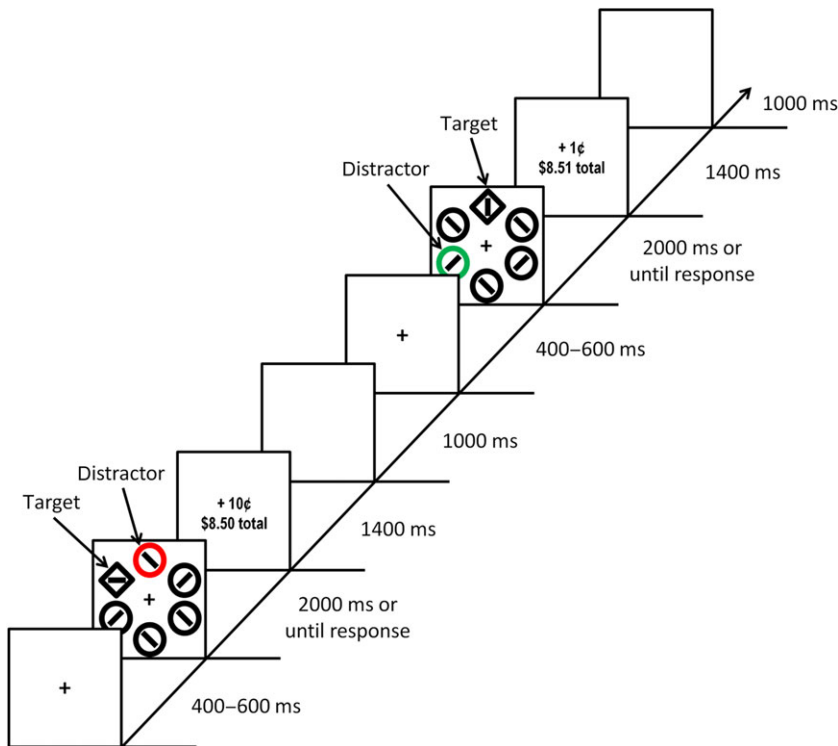 1000 ms
Target
+ 1¢
$8.51 total
1400 ms
Distractor
+
2000 ms or
until response
+
400–600 ms
1000 ms
Distractor
Target
+ 10¢
$8.50 total
1400 ms
+
2000 ms or
until response
+
400–600 ms